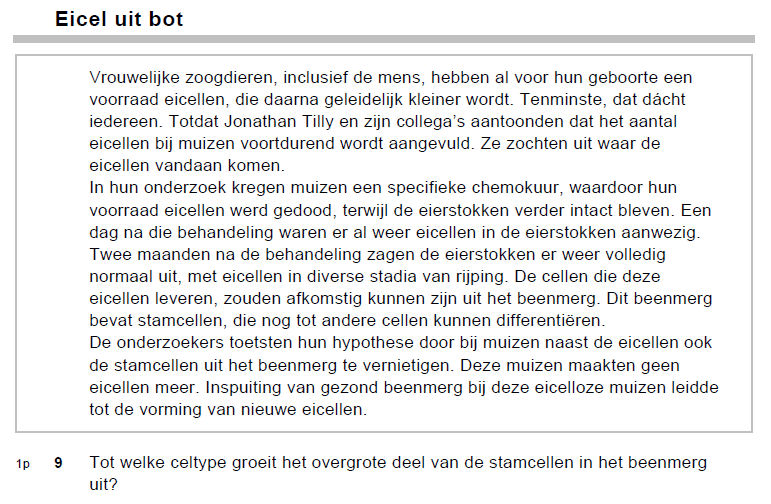 Eicel uit bot
Vrouwelijke zoogdieren, inclusief de mens, hebben al voor hun geboorte een
voorraad eicellen, die daarna geleidelijk kleiner wordt. Tenminste, dat dácht
iedereen. Totdat Jonathan Tilly en zijn collega's aantoonden dat het aantal
eicellen bij muizen voortdurend wordt aangevuld. Ze zochten uit waar de
eicellen vandaan komen.
In hun onderzoek kregen muizen een specifieke chemokuur, waardoor hun
voorraad eicellen werd gedood, terwijl de eierstokken verder intact bleven. Een
dag na die behandeling waren er al weer eicellen in de eierstokken aanwezig.
Twee maanden na de behandeling zagen de eierstokken er weer volledig
normaal uit, met eicellen in diverse stadia van rijping. De cellen die deze
eicellen leveren, zouden afkomstig kunnen zijn uit het beenmerg. Dit beenmerg
bevat stamcellen, die nog tot andere cellen kunnen differentiëren.
De onderzoekers toetsten hun hypothese door bij muizen naast de eicellen ook
de stamcellen uit het beenmerg te vernietigen. Deze muizen maakten geen
eicellen meer. Inspuiting van gezond beenmerg bij deze eicelloze muizen leidde
tot de vorming van nieuwe eicellen.
1p 9 Tot welke celtype groeit het overgrote deel van de stamcellen in het beenmerg
uit?